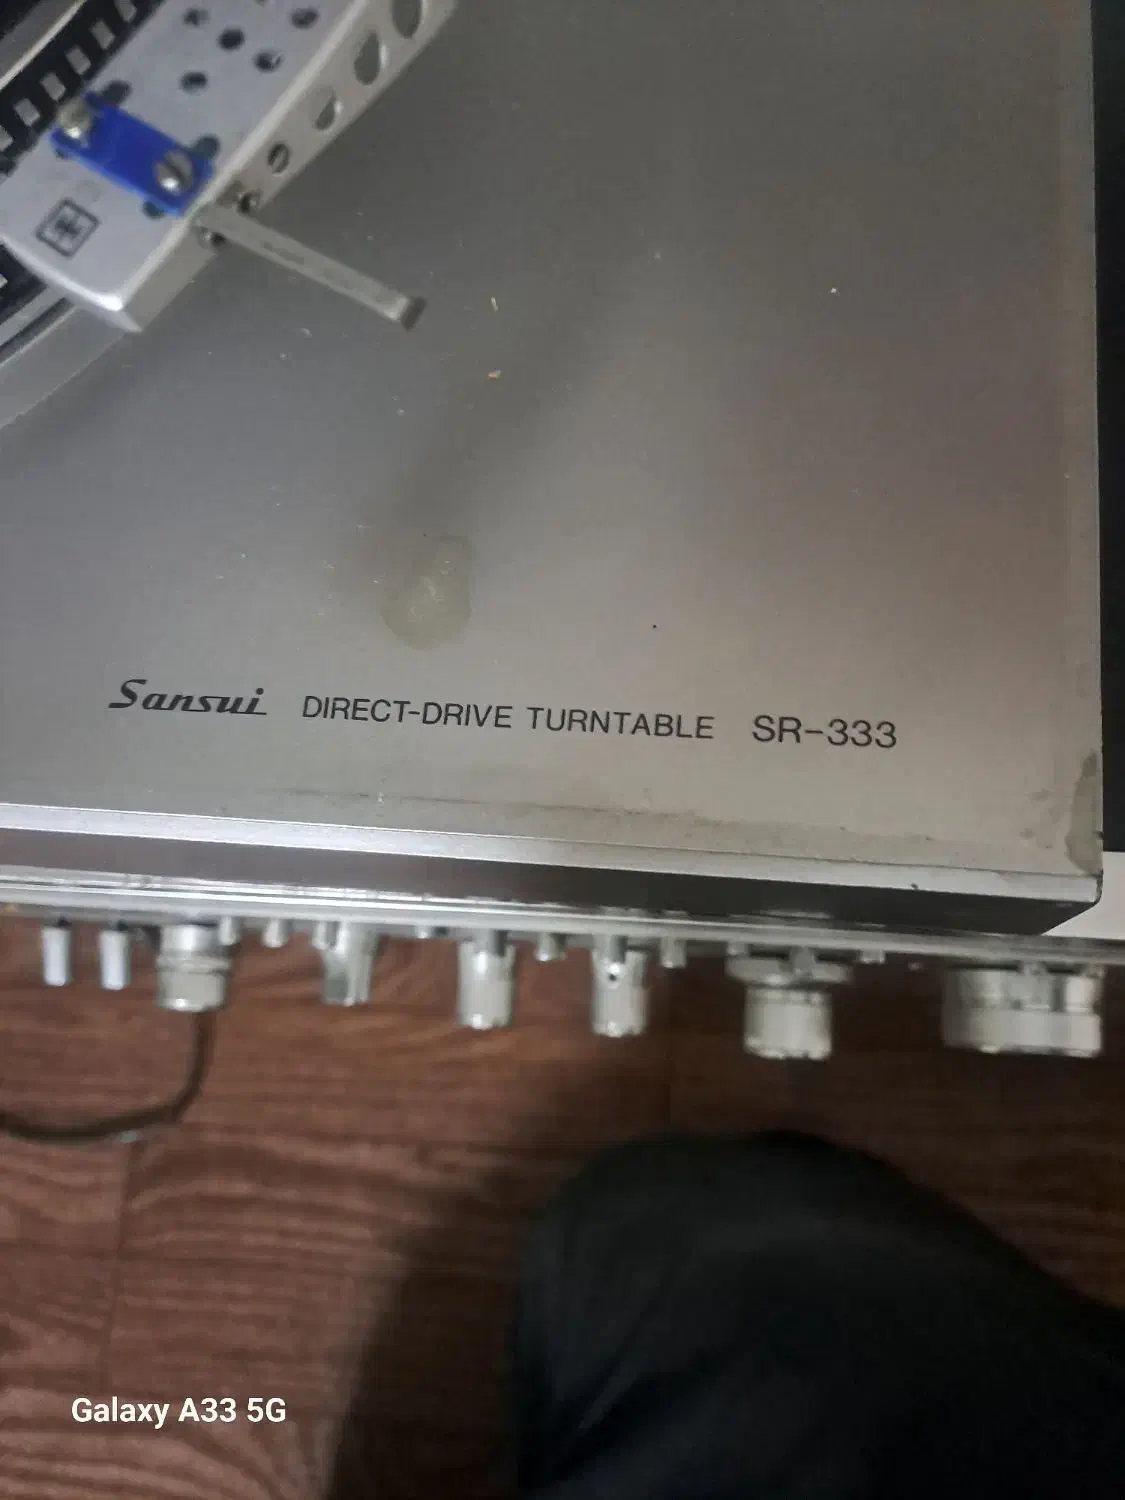 Sansui DIRECT-DRIVE TURNTABLE SR-333
Galaxy A33 5G